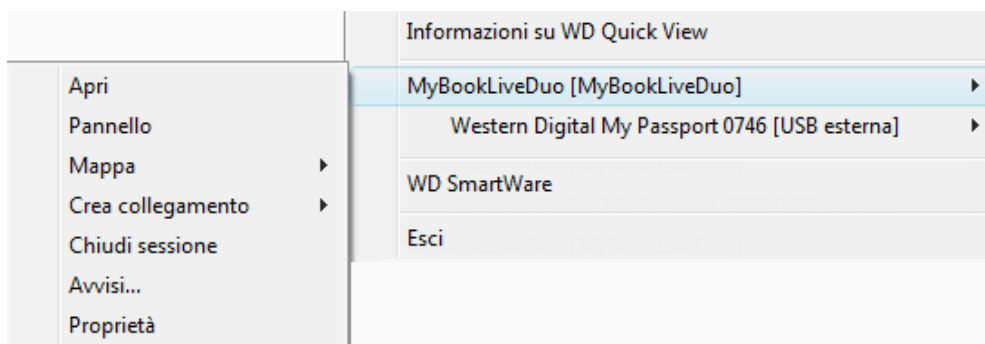 Informazioni su WD Quick View
MyBookLiveDuo [MyBookLiveDuo]
Western Digital My Passport 0746 [USB esterna]
WD SmartWare
Esci
Apri
Pannello
Mappa
Crea collegamento
Chiudi sessione
Avvisi...
Proprietà